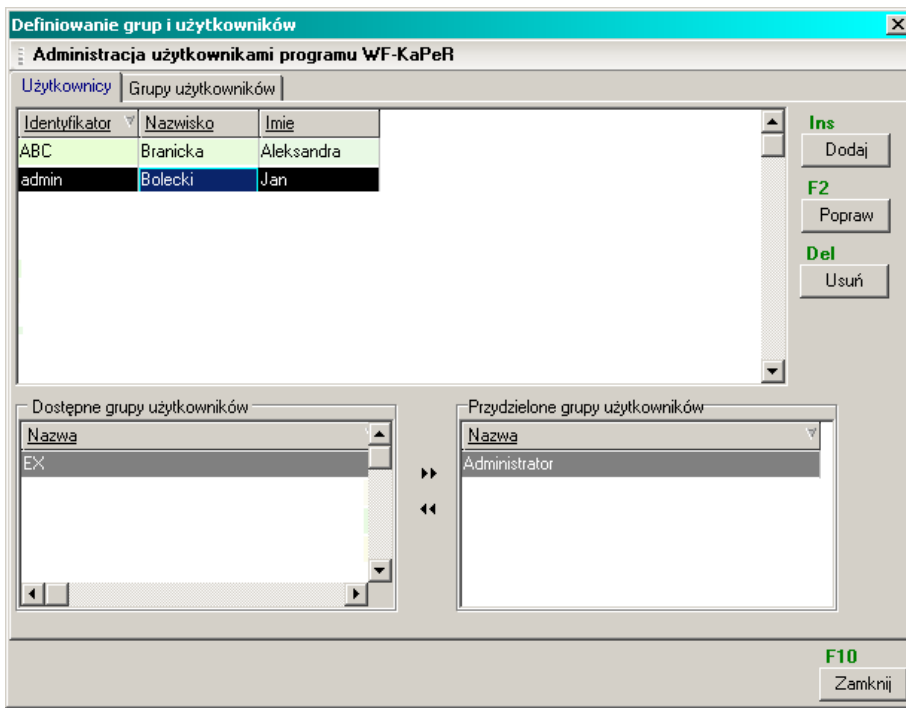 Definiowanie grup i użytkowników
Administracja użytkownikami programu WF-KaPeR
Użytkownicy Grupy użytkowników
Identyfikator Nazwisko Imie
ABC Branicka Aleksandra
admin Bolecki Jan
Ins
Dodaj
F2
Popraw
Del
Usuń
Dostępne grupy użytkowników
Nazwa
EX
Przydzielone grupy użytkowników
Nazwa
Administrator
F10
Zamknij